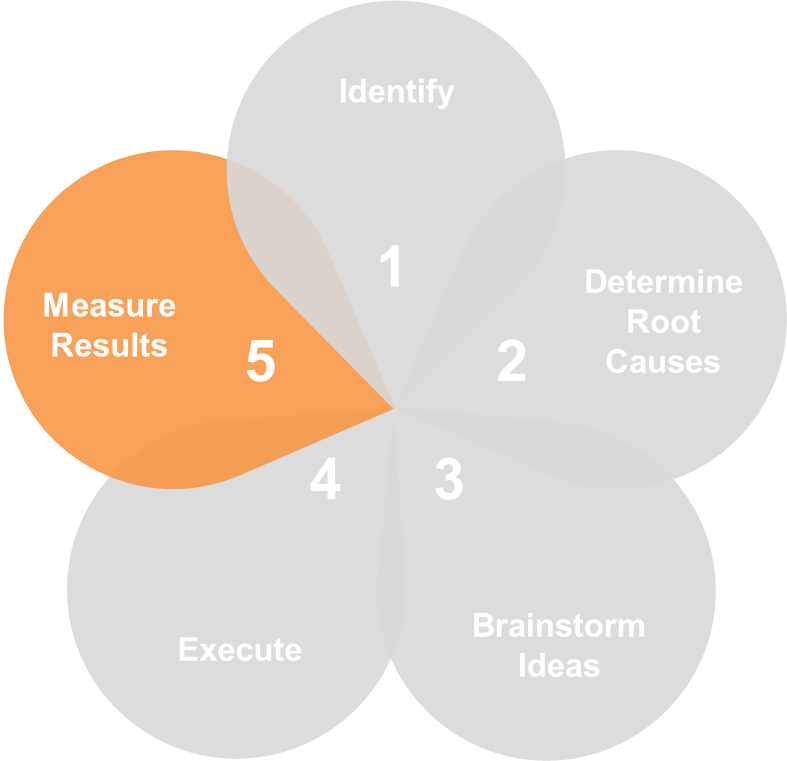 Identify
1
Determine
Root
Causes
2
3
Brainstorm
Ideas
4
Execute
Measure
Results
5